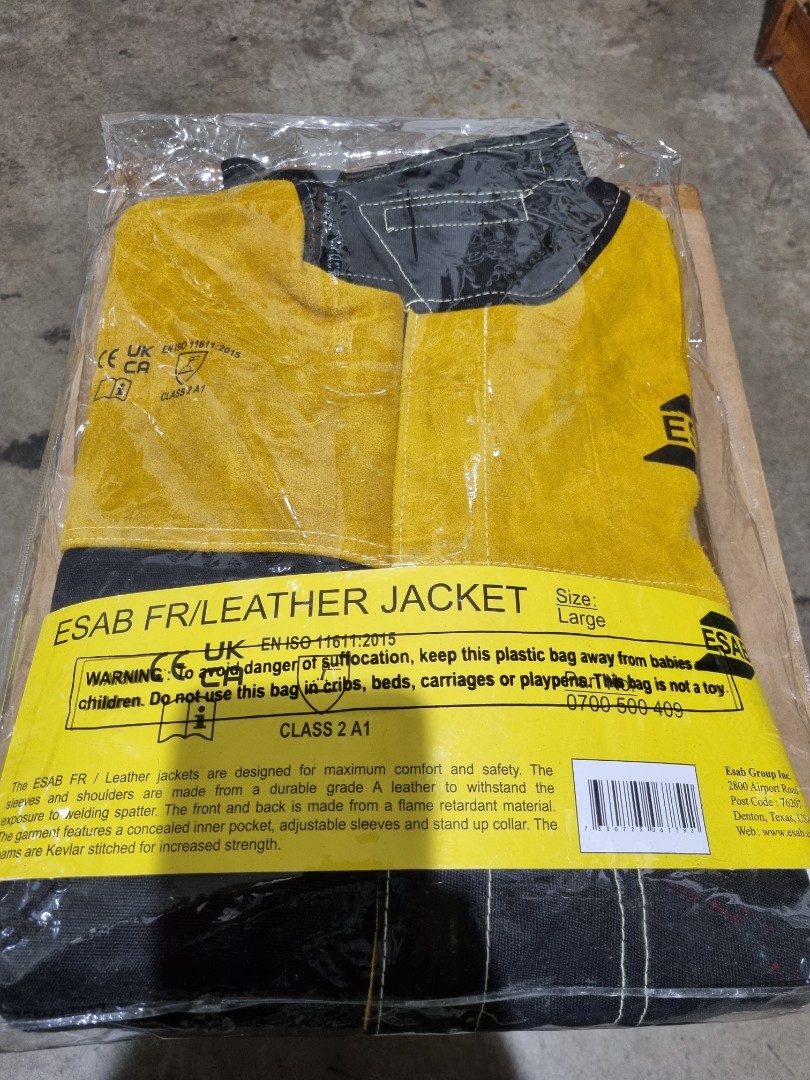 CE UK CA EN ISO 11611:2015
CLASS 2 A1
ESAB FR/LEATHER JACKET
Size:
Large
ESAB
EN ISO 11611:2015
CE UK CA
WARNING : To avoid danger of suffocation, keep this plastic bag away from babies
children. Do not use this bag in cribs, beds, carriages or playpens. This bag is not a toy.
0700 500 409
CLASS 2 A1
The ESAB FR / Leather jackets are designed for maximum comfort and safety. The
sleeves and shoulders are made from a durable grade A leather to withstand the
exposure to welding spatter. The front and back is made from a flame retardant material.
The garment features a concealed inner pocket, adjustable sleeves and stand up collar. The
ams are Kevlar stitched for increased strength.
Esab Group Inc.
2800 Airport Road
Post Code : 76207
Denton, Texas, USA
Web: www.esab.c